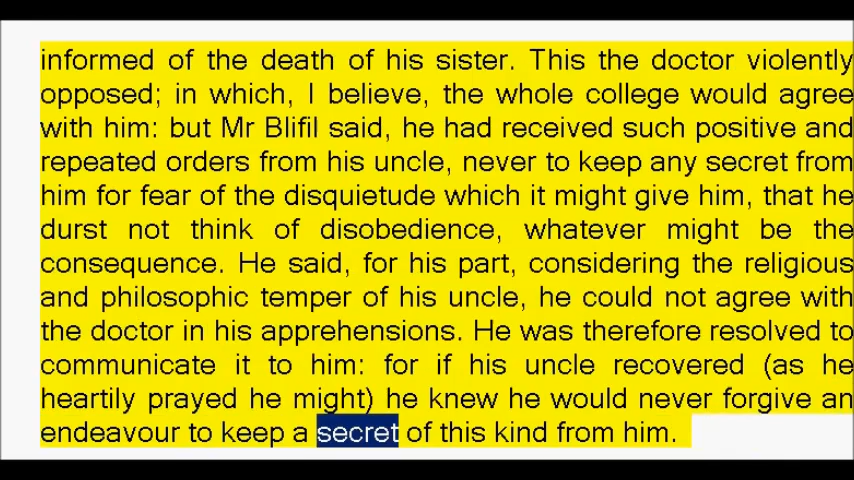 informed of the death of his sister. This the doctor violently
opposed; in which, I believe, the whole college would agree
with him: but Mr Blifil said, he had received such positive and
repeated orders from his uncle, never to keep any secret from
him for fear of the disquietude which it might give him, that he
durst not think of disobedience, whatever might be the
consequence. He said, for his part, considering the religious
and philosophic temper of his uncle, he could not agree with
the doctor in his apprehensions. He was therefore resolved to
communicate it to him: for if his uncle recovered (as he
heartily prayed he might) he knew he would never forgive an
endeavour to keep a secret of this kind from him.